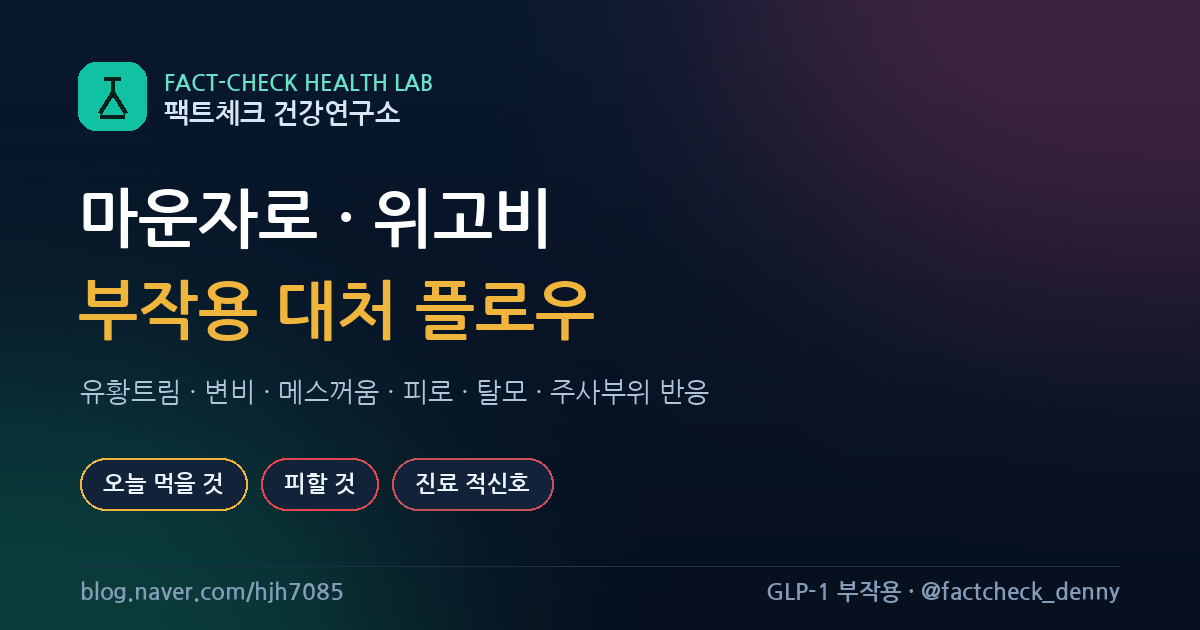 FACT-CHECK HEALTH LAB
팩트체크 건강연구소
마운자로 · 위고비
부작용 대처 플로우
유황트림 · 변비 · 메스꺼움 · 피로 · 탈모 · 주사부위 반응
오늘 먹을 것
피할 것
진료 적신호
blog.naver.com/hjh7085
GLP-1 부작용 · @factcheck_denny